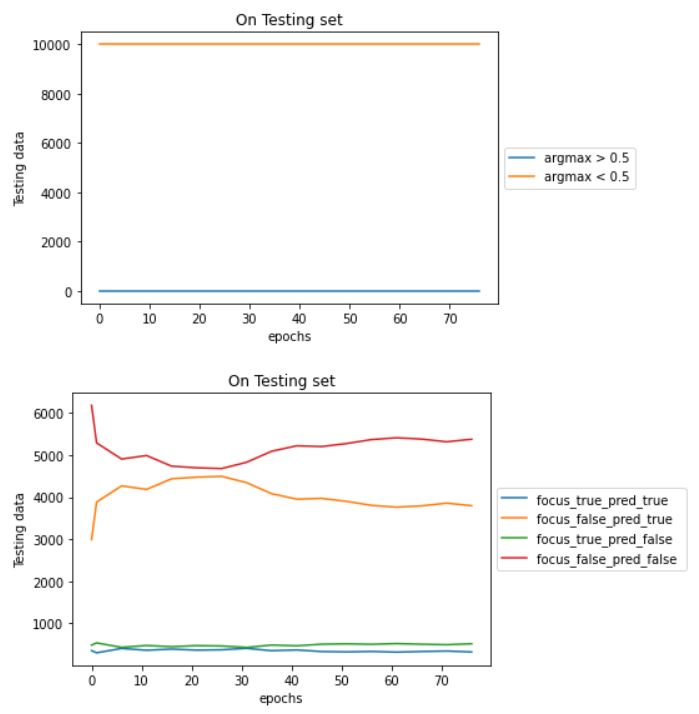 On Testing set
10000
8000
6000
4000
2000
0
Testing data
0 10 20 30 40 50 60 70
epochs
argmax > 0.5
argmax < 0.5
On Testing set
6000
5000
4000
3000
2000
1000
Testing data
0 10 20 30 40 50 60 70
epochs
focus_true_pred_true
focus_false_pred_true
focus_true_pred_false
focus_false_pred_false